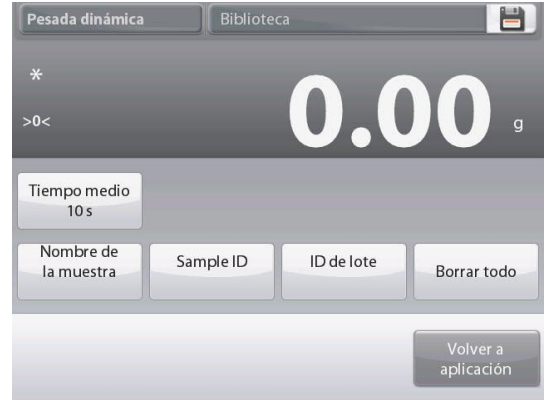 Pesada dinámica
Biblioteca
*
>0<
0.00 g
Tiempo medio
10 s
Nombre de
la muestra
Sample ID
ID de lote
Borrar todo
Volver a
aplicación